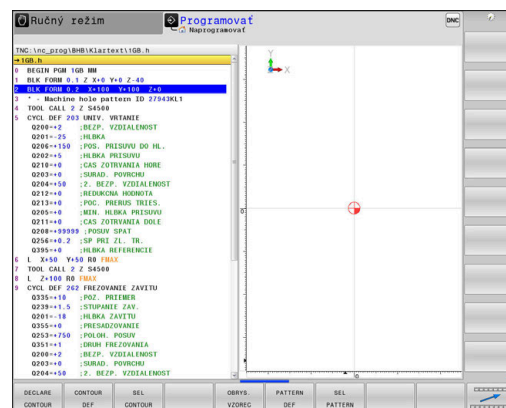 Ručný režim
Programovať
Naprogramovať
DNC
TNC:\nc_prog\BHB\Klartext\1GB.h
→1GB.h
0 BEGIN PGM 1GB MM
1 BLK FORM 0.1 Z X+0 Y+0 Z-40
2 BLK FORM 0.2 X+100 Y+100 Z+0
3 * - Machine hole pattern ID 27943KL1
4 TOOL CALL 2 Z S4500
5 CYCL DEF 203 UNIV. VRTANIE
Q200=+2 ;BEZP. VZDIALENOST
Q201=-25 ;HLBKA
Q206=+150 ;POS. PRISUVU DO HL.
Q202=+5 ;HLBKA PRISUVU
Q210=+0 ;CAS ZOTRVANIA HORE
Q203=+0 ;SURAD. POVRCHU
Q204=+50 ;2. BEZP. VZDIALENOST
Q212=+0 ;REDUKCNA HODNOTA
Q213=+0 ;POC. PRERUS TRIES.
Q205=+0 ;MIN. HLBKA PRISUVU
Q211=+0 ;CAS ZOTRVANIA DOLE
Q208=+99999 ;POSUV SPAT
Q256=+0.2 ;SP PRI ZL. TR.
Q395=+0 ;HLBKA REFERENCIE
6 L X+50 Y+50 R0 FMAX
7 TOOL CALL 2 Z S4500
8 L Z+100 R0 FMAX
9 CYCL DEF 262 FREZOVANIE ZAVITU
Q335=+10 ;POZ. PRIEMER
Q239=+1.5 ;STUPANIE ZAV.
Q201=-18 ;HLBKA ZAVITU
Q355=+0 ;PRESADZOVANIE
Q253=+750 ;POLOH. POSUV
Q351=+1 ;DRUH FREZOVANIA
Q200=+2 ;BEZP. VZDIALENOST
Q203=+0 ;SURAD. POVRCHU
Q204=+50 ;2. BEZP. VZDIALENOST
Y
X
0
0
DECLARE CONTOUR
CONTOUR DEF
SEL CONTOUR
OBRYS. VZOREC
PATTERN DEF
SEL PATTERN